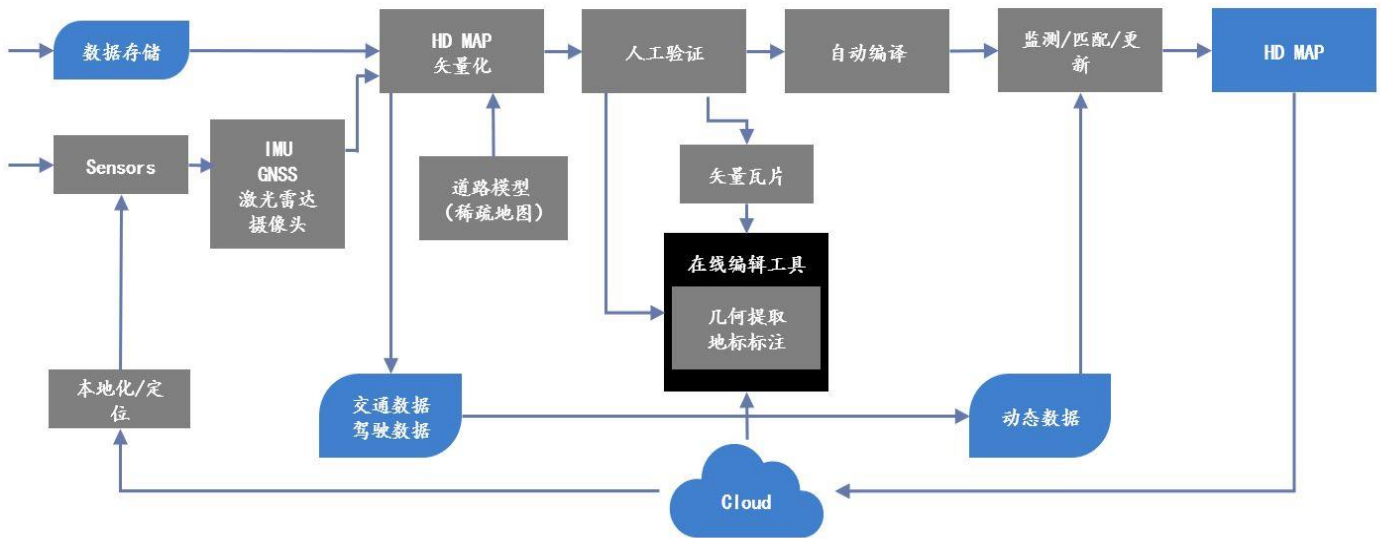 数据存储
HD MAP
矢量化
人工验证
自动编译
监测/匹配/更
新
HD MAP
Sensors
IMU
GNSS
激光雷达
摄像头
道路模型
(稀疏地图)
矢量瓦片
在线编辑工具
几何提取
地标标注
本地化/定
位
交通数据
驾驶数据
动态数据
Cloud